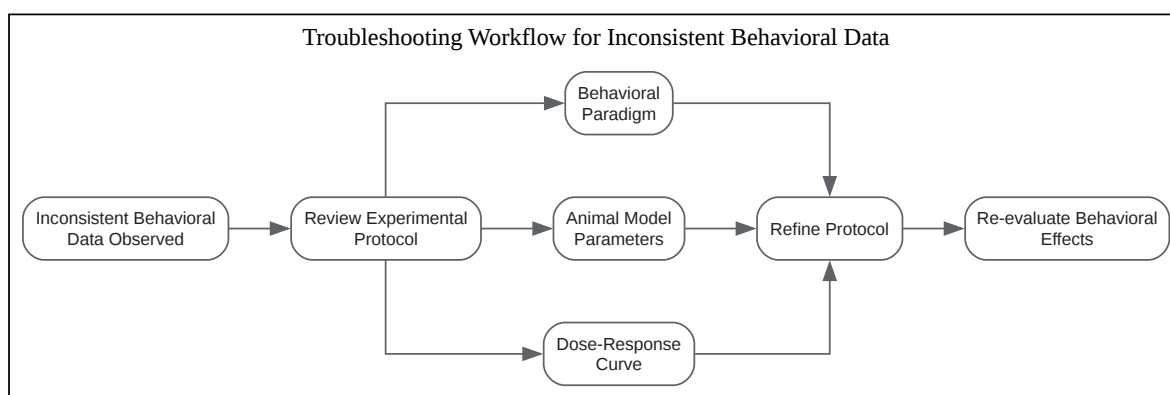 Troubleshooting Workflow for Inconsistent Behavioral Data
Behavioral
Paradigm
Inconsistent Behavioral
Data Observed
Review Experimental
Protocol
Animal Model
Parameters
Refine Protocol
Re-evaluate Behavioral
Effects
Dose-Response
Curve